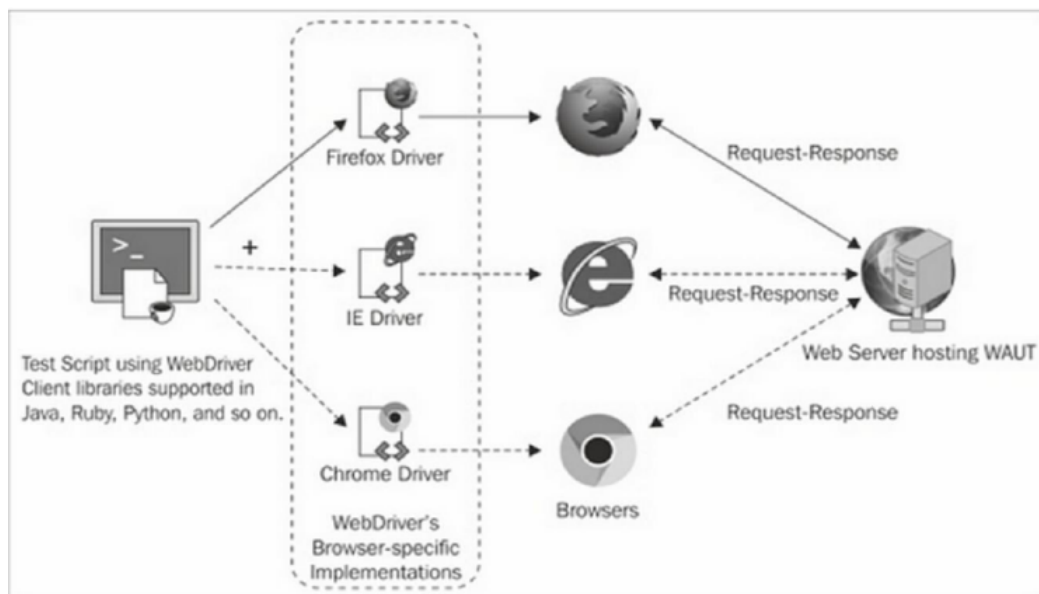 Firefox Driver
Request-Response
>_
+
IE Driver
Request-Response
Web Server hosting WAUT
Test Script using WebDriver
Client libraries supported in
Java, Ruby, Python, and so on.
Request-Response
Chrome Driver
Browsers
WebDriver's
Browser-specific
Implementations